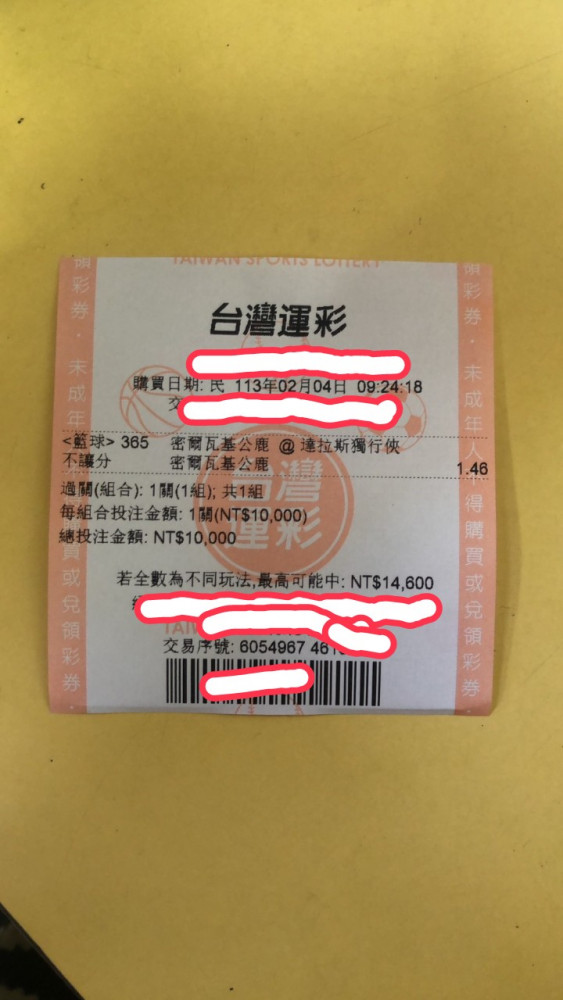 TAIWAN SPORTS LOTTERY
台灣運彩
購買日期: 民 113年02月04日 09:24:18
交
<籃球> 365 密爾瓦基公鹿 @ 達拉斯獨行俠
不讓分 密爾瓦基公鹿 1.46
過關(組合): 1關(1組); 共1組
每組合投注金額: 1關(NT$10,000)
總投注金額: NT$10,000
若全數為不同玩法,最高可能中: NT$14,600
交易序號: 6054967 461
領彩券・未成年
買或兌領彩券
領彩券・未成年人不得購買或兌領彩券
台灣運彩
TAIW